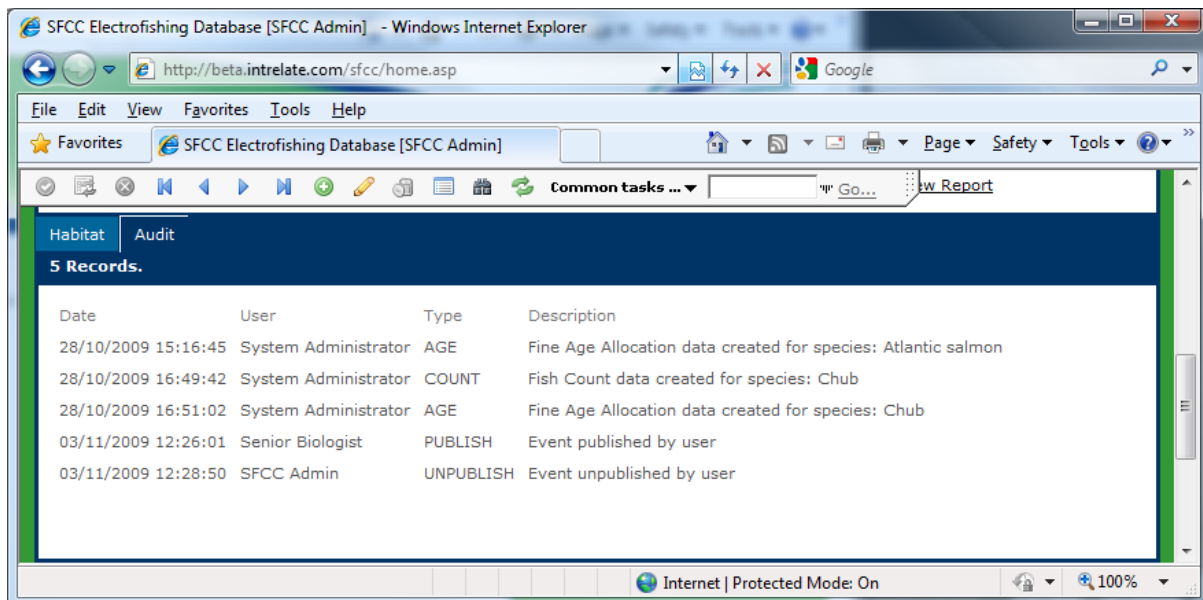 SFCC Electrofishing Database [SFCC Admin] - Windows Internet Explorer
http://beta.intrelate.com/sfcc/home.asp Google
File Edit View Favorites Tools Help
Favorites SFCC Electrofishing Database [SFCC Admin] Page Safety Tools
Common tasks ... Go... ew Report
Habitat Audit
5 Records.
Date User Type Description
28/10/2009 15:16:45 System Administrator AGE Fine Age Allocation data created for species: Atlantic salmon
28/10/2009 16:49:42 System Administrator COUNT Fish Count data created for species: Chub
28/10/2009 16:51:02 System Administrator AGE Fine Age Allocation data created for species: Chub
03/11/2009 12:26:01 Senior Biologist PUBLISH Event published by user
03/11/2009 12:28:50 SFCC Admin UNPUBLISH Event unpublished by user
Internet | Protected Mode: On 100%